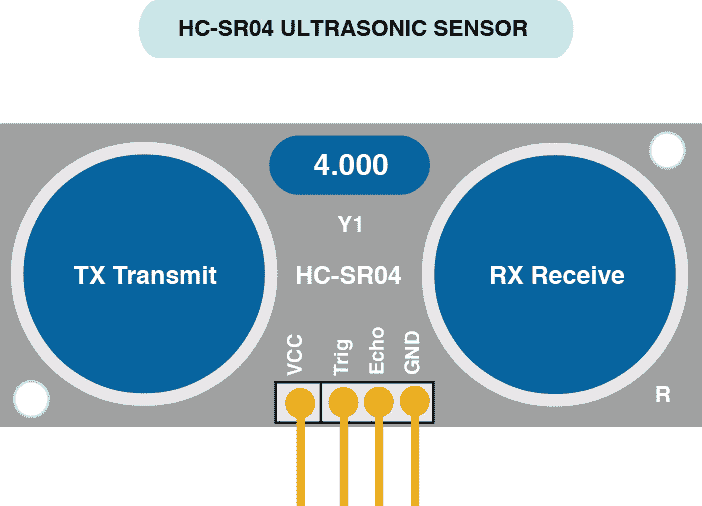 HC-SR04 ULTRASONIC SENSOR
4.000
Y1
TX Transmit
HC-SR04
RX Receive
VCC
Trig
Echo
GND
R